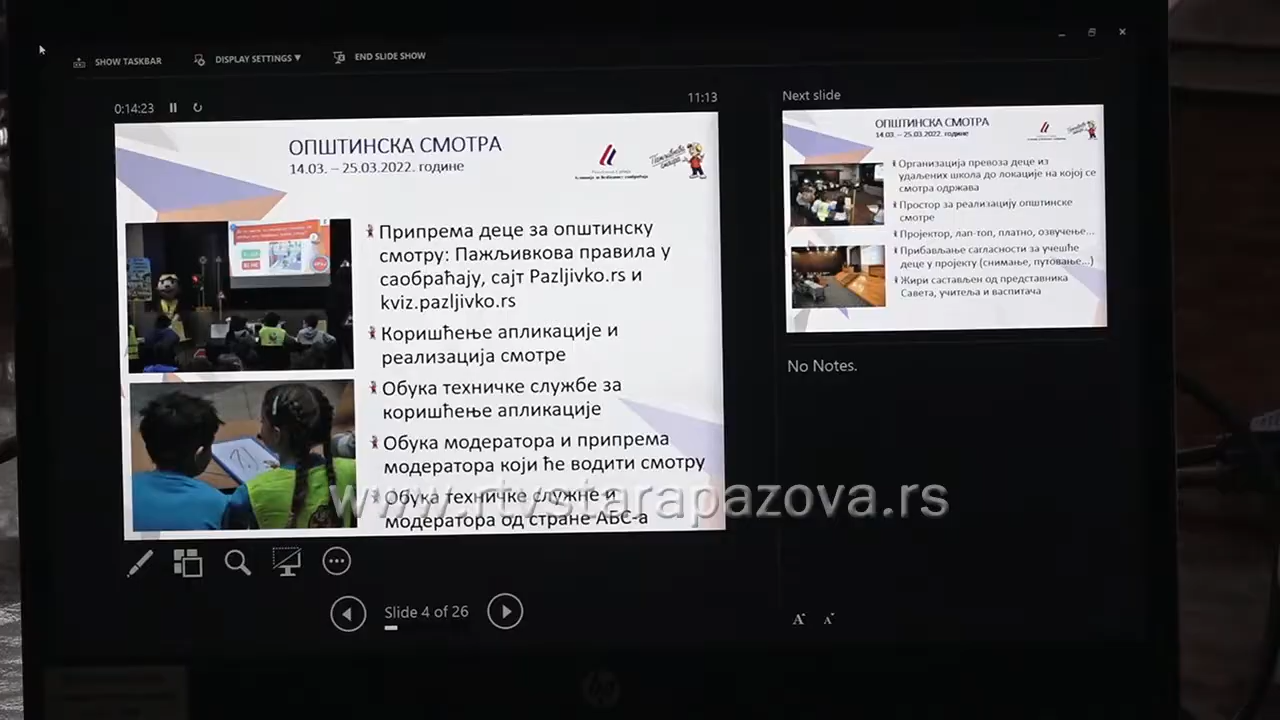 SHOW TASKBAR
DISPLAY SETTINGS
END SLIDE SHOW
0:14:23
11:13
ОПШТИНСКА СМОТРА
14.03. – 25.03.2022. године
Припрема деце за општинску
смотру: Пажљивкова правила у
саобраћају, сајт Pazljivko.rs и
kviz.pazljivko.rs
Коришћење апликације и
реализација смотре
Обука техничке службе за
коришћење апликације
Обука модератора и припрема
модератора који ће водити смотру
Обука техничке служне и
модератора од стране АБС-а
Slide 4 of 26
Next slide
ОПШТИНСКА СМОТРА
14.03. – 25.03.2022. године
Организација превоза деце из
удаљених школа до локације на којој се
смотра одржава
Простор за реализацију општинске
смотре
Пројектор, лап-топ, платно, озвучење...
Прибављање сагласности за учешће
деце у пројекту (снимање, путовање...)
Жири састављен од представника
Савета, учитеља и васпитача
No Notes.
A A
www.rtvstarapazova.rs
hp